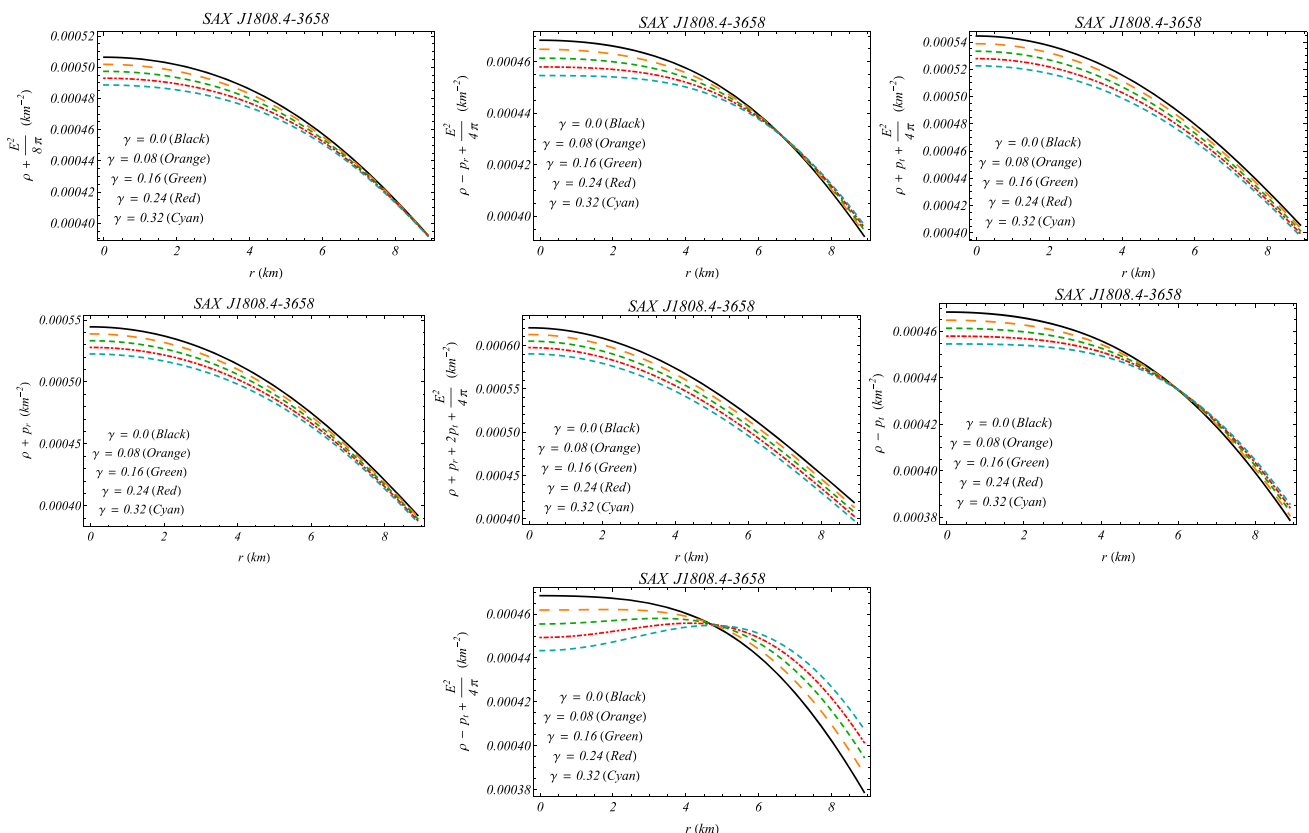 SAX J1808.4-3658
ρ + E²/8π (km⁻²)
0.00052
0.00050
0.00048
0.00046
0.00044
0.00042
0.00040
γ = 0.0 (Black)
γ = 0.08 (Orange)
γ = 0.16 (Green)
γ = 0.24 (Red)
γ = 0.32 (Cyan)
0 2 4 6 8
r (km)
SAX J1808.4-3658
ρ − pᵣ + E²/4π (km⁻²)
0.00046
0.00044
0.00042
0.00040
γ = 0.0 (Black)
γ = 0.08 (Orange)
γ = 0.16 (Green)
γ = 0.24 (Red)
γ = 0.32 (Cyan)
0 2 4 6 8
r (km)
SAX J1808.4-3658
ρ + pₜ + E²/4π (km⁻²)
0.00054
0.00052
0.00050
0.00048
0.00046
0.00044
0.00042
0.00040
γ = 0.0 (Black)
γ = 0.08 (Orange)
γ = 0.16 (Green)
γ = 0.24 (Red)
γ = 0.32 (Cyan)
0 2 4 6 8
r (km)
SAX J1808.4-3658
ρ + pᵣ (km⁻²)
0.00055
0.00050
0.00045
0.00040
γ = 0.0 (Black)
γ = 0.08 (Orange)
γ = 0.16 (Green)
γ = 0.24 (Red)
γ = 0.32 (Cyan)
0 2 4 6 8
r (km)
SAX J1808.4-3658
ρ + pᵣ + 2pₜ + E²/4π (km⁻²)
0.00060
0.00055
0.00050
0.00045
0.00040
γ = 0.0 (Black)
γ = 0.08 (Orange)
γ = 0.16 (Green)
γ = 0.24 (Red)
γ = 0.32 (Cyan)
0 2 4 6 8
r (km)
SAX J1808.4-3658
ρ − pₜ (km⁻²)
0.00046
0.00044
0.00042
0.00040
0.00038
γ = 0.0 (Black)
γ = 0.08 (Orange)
γ = 0.16 (Green)
γ = 0.24 (Red)
γ = 0.32 (Cyan)
0 2 4 6 8
r (km)
SAX J1808.4-3658
ρ − pₜ + E²/4π (km⁻²)
0.00046
0.00044
0.00042
0.00040
0.00038
γ = 0.0 (Black)
γ = 0.08 (Orange)
γ = 0.16 (Green)
γ = 0.24 (Red)
γ = 0.32 (Cyan)
0 2 4 6 8
r (km)